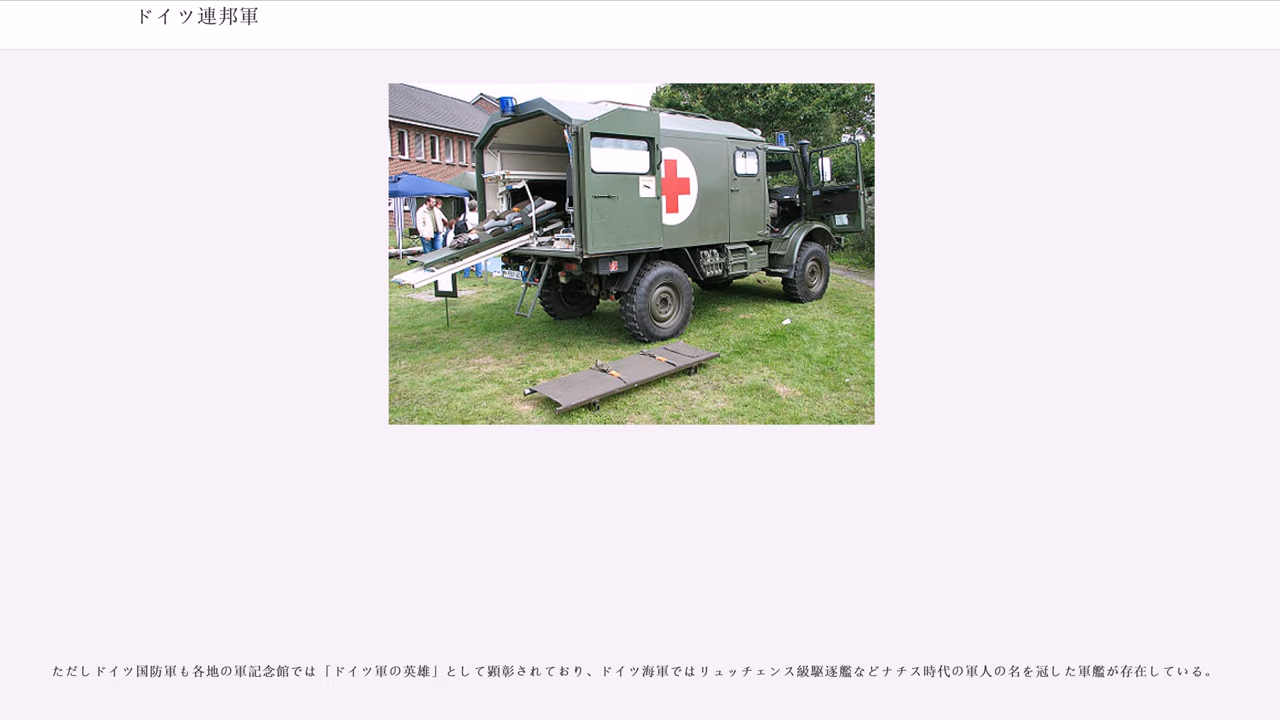 ドイツ連邦軍
ただしドイツ国防軍も各地の軍記念館では「ドイツ軍の英雄」として顕彰されており、ドイツ海軍ではリュッチェンス級駆逐艦などナチス時代の軍人の名を冠した軍艦が存在している。